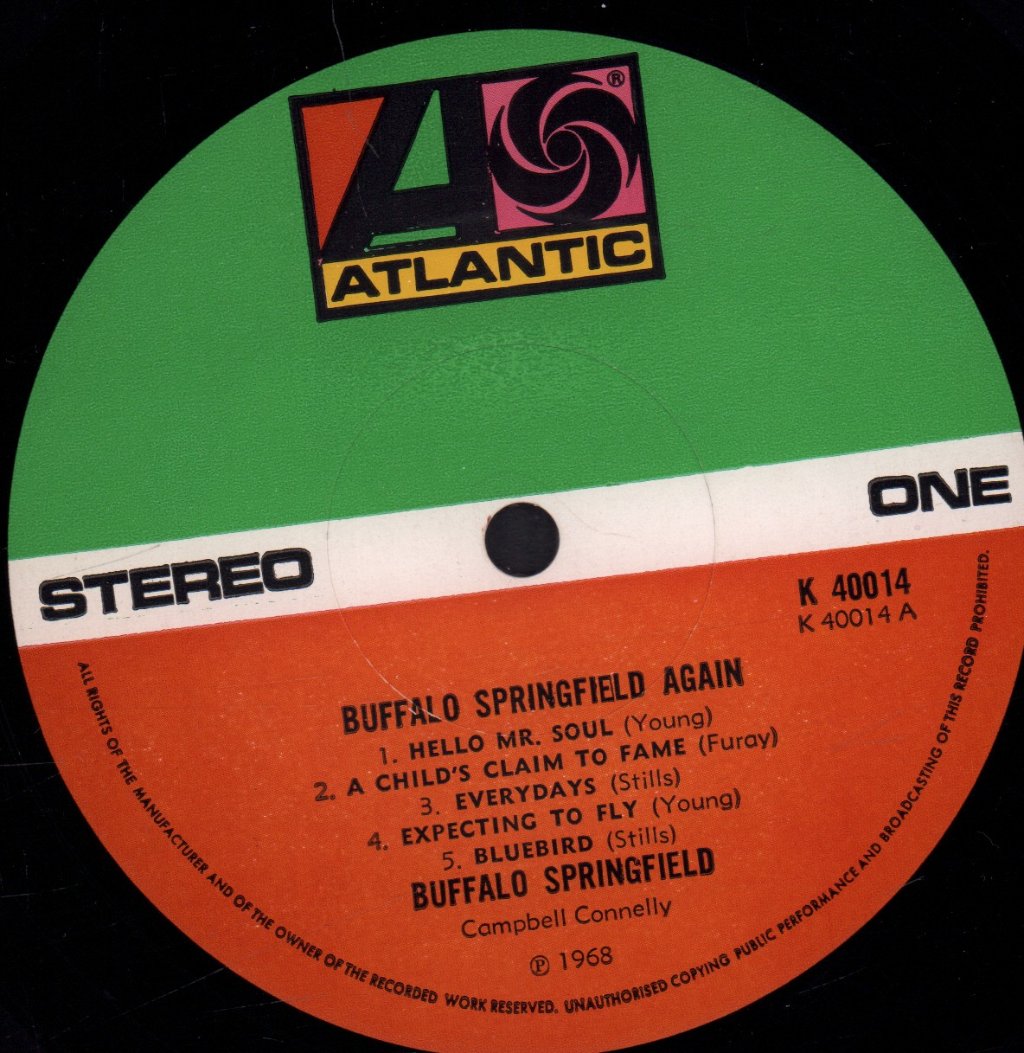 ®
ATLANTIC
STEREO
ONE
K 40014
K 40014 A
BUFFALO SPRINGFIELD AGAIN
1. HELLO MR. SOUL (Young)
2. A CHILD'S CLAIM TO FAME (Furay)
3. EVERYDAYS (Stills)
4. EXPECTING TO FLY (Young)
5. BLUEBIRD (Stills)
BUFFALO SPRINGFIELD
Campbell Connelly
℗ 1968
ALL RIGHTS OF THE MANUFACTURER AND OF THE OWNER OF THE RECORDED WORK RESERVED. UNAUTHORISED COPYING PUBLIC PERFORMANCE AND BROADCASTING OF THIS RECORD PROHIBITED.